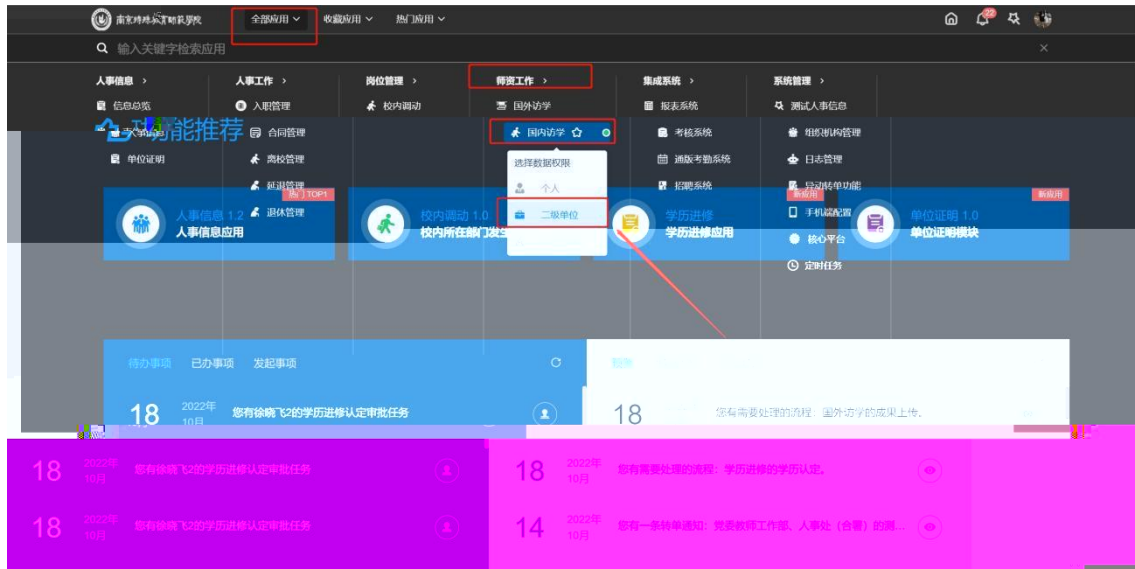 南京特殊教育师范学院 全部应用 收藏应用 热门应用 22
输入关键字检索应用
人事信息 人事工作 岗位管理 师资工作 集成系统 系统管理
信息总览 入职管理 校内调动 国外访学 报表系统 测试人事信息
功能推荐 合同管理 国内访学 考核系统 组织机构管理
单位证明 离校管理 选择数据权限 通版考勤系统 日志管理
延退管理 个人 招聘系统 异动转单功能
热门TOP1 新应用 新应用
人事信息 1.2 退休管理 校内调动 1.0 二级单位 学历进修 手机端配置 单位证明 1.0
人事信息应用 校内所在部门发生 学历进修应用 核心平台 单位证明模块
定时任务
待办事项 已办事项 发起事项
18 2022年 您有徐晓飞2的学历进修认定审批任务 18 您有需要处理的流程：国外访学的成果上传。
10月
18 2022年 您有徐晓飞2的学历进修认定审批任务 18 2022年 您有需要处理的流程：学历进修的学历认定。
10月 10月
18 2022年 您有徐晓飞2的学历进修认定审批任务 14 2022年 您有一条转单通知：党委教师工作部、人事处（合署）的测...
10月 10月